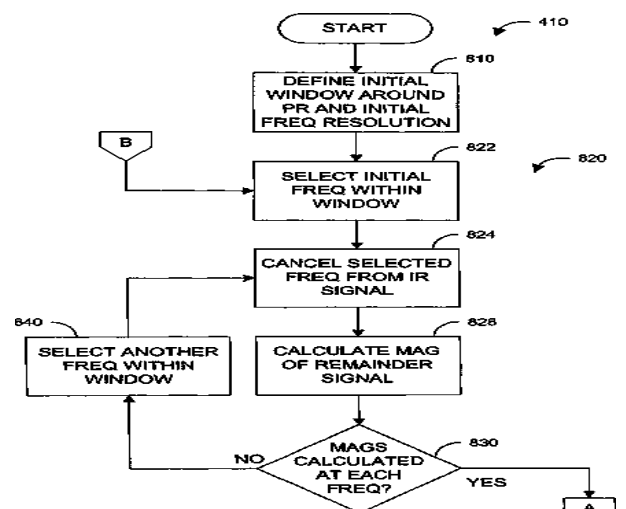 START
410
810
DEFINE INITIAL
WINDOW AROUND
PR AND INITIAL
FREQ RESOLUTION
B
822
820
SELECT INITIAL
FREQ WITHIN
WINDOW
824
CANCEL SELECTED
FREQ FROM IR
SIGNAL
840
SELECT ANOTHER
FREQ WITHIN
WINDOW
828
CALCULATE MAG
OF REMAINDER
SIGNAL
830
MAGS
CALCULATED
AT EACH
FREQ?
NO
YES
A